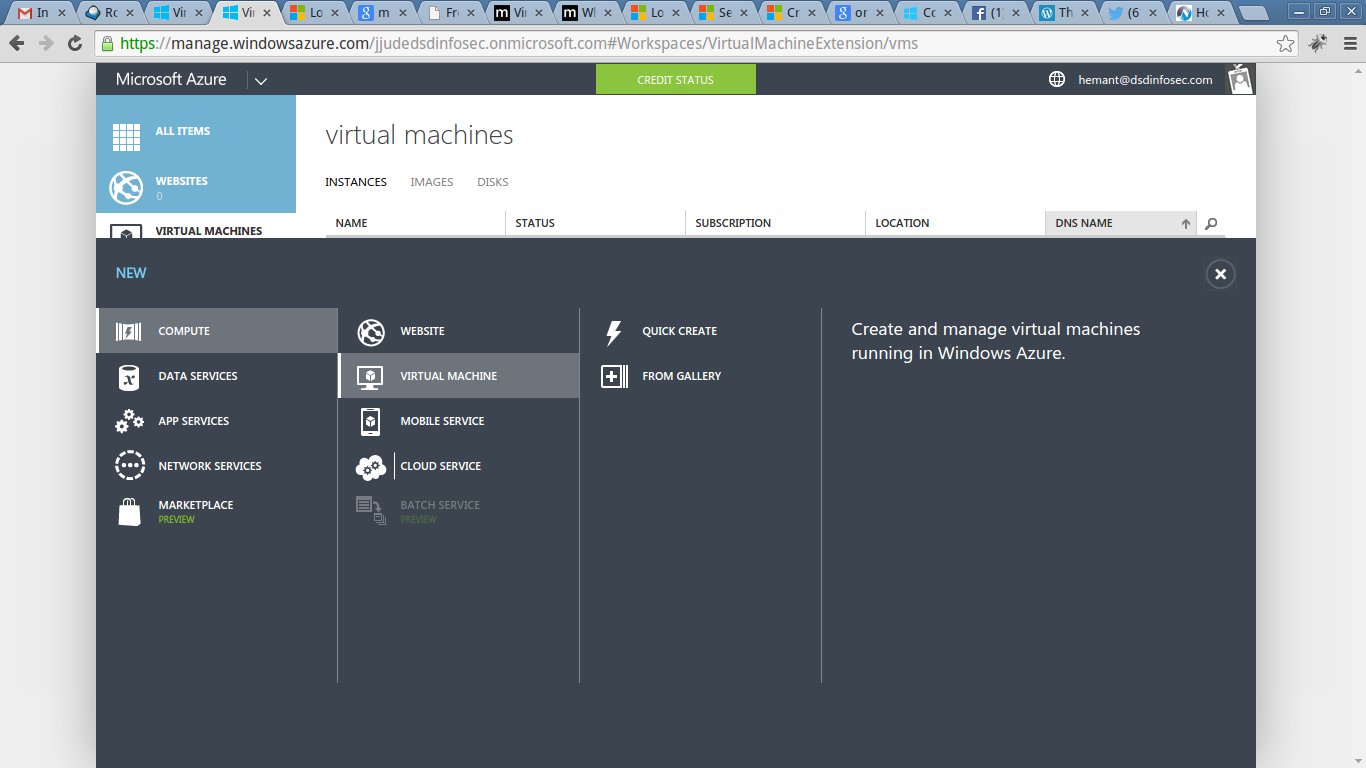 In
Ro
Vir
Vi
Lo
m
Fr
Vir
Wl
Lo
Se
Cr
or
Co
(1)
Th
(6
Ho
https://manage.windowsazure.com/jjudedsdinfosec.onmicrosoft.com#Workspaces/VirtualMachineExtension/vms
Microsoft Azure
CREDIT STATUS
hemant@dsdinfosec.com
ALL ITEMS
WEBSITES
0
VIRTUAL MACHINES
virtual machines
INSTANCES IMAGES DISKS
NAME STATUS SUBSCRIPTION LOCATION DNS NAME
NEW
COMPUTE
DATA SERVICES
APP SERVICES
NETWORK SERVICES
MARKETPLACE
PREVIEW
WEBSITE
VIRTUAL MACHINE
MOBILE SERVICE
CLOUD SERVICE
BATCH SERVICE
PREVIEW
QUICK CREATE
FROM GALLERY
Create and manage virtual machines
running in Windows Azure.